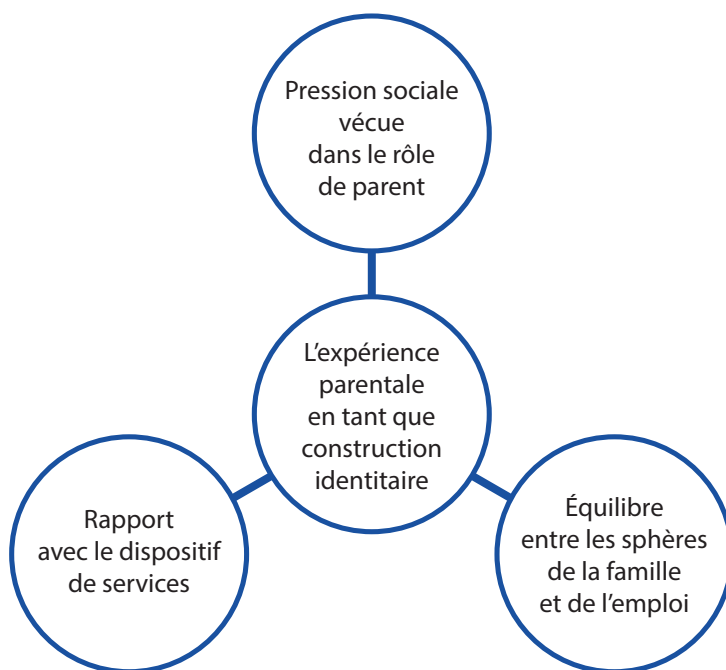 Pression sociale
vécue
dans le rôle
de parent
L'expérience
parentale
en tant que
construction
identitaire
Rapport
avec le dispositif
de services
Équilibre
entre les sphères
de la famille
et de l'emploi